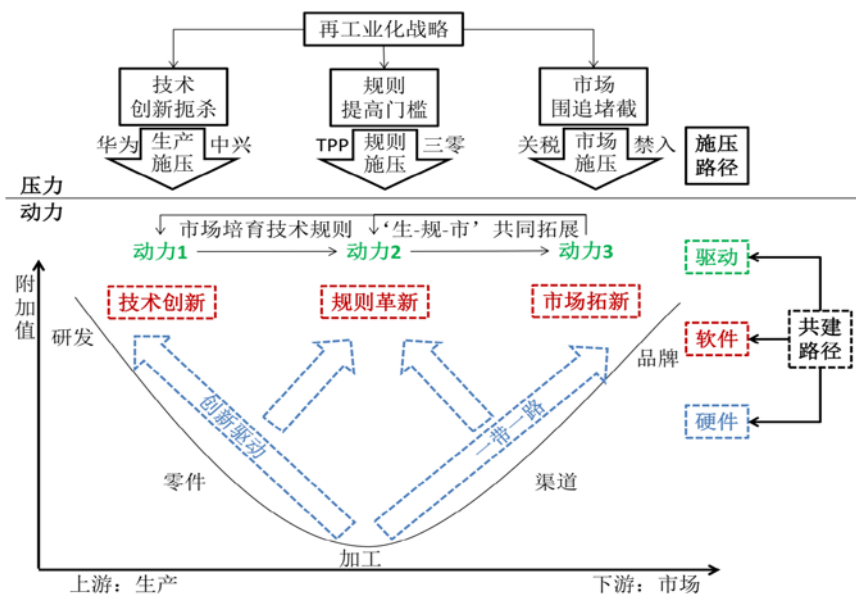 再工业化战略
技术
创新扼杀
规则
提高门槛
市场
围追堵截
华为
生产
施压
中兴
TPP
规则
施压
三零
关税
市场
施压
禁入
施压
路径
压力
动力
市场培育技术规则
‘生-规-市’共同拓展
动力1
动力2
动力3
驱动
附加值
技术创新
规则革新
市场拓新
软件
共建
路径
研发
品牌
创新驱动
一带一路
硬件
零件
渠道
加工
上游：生产
下游：市场